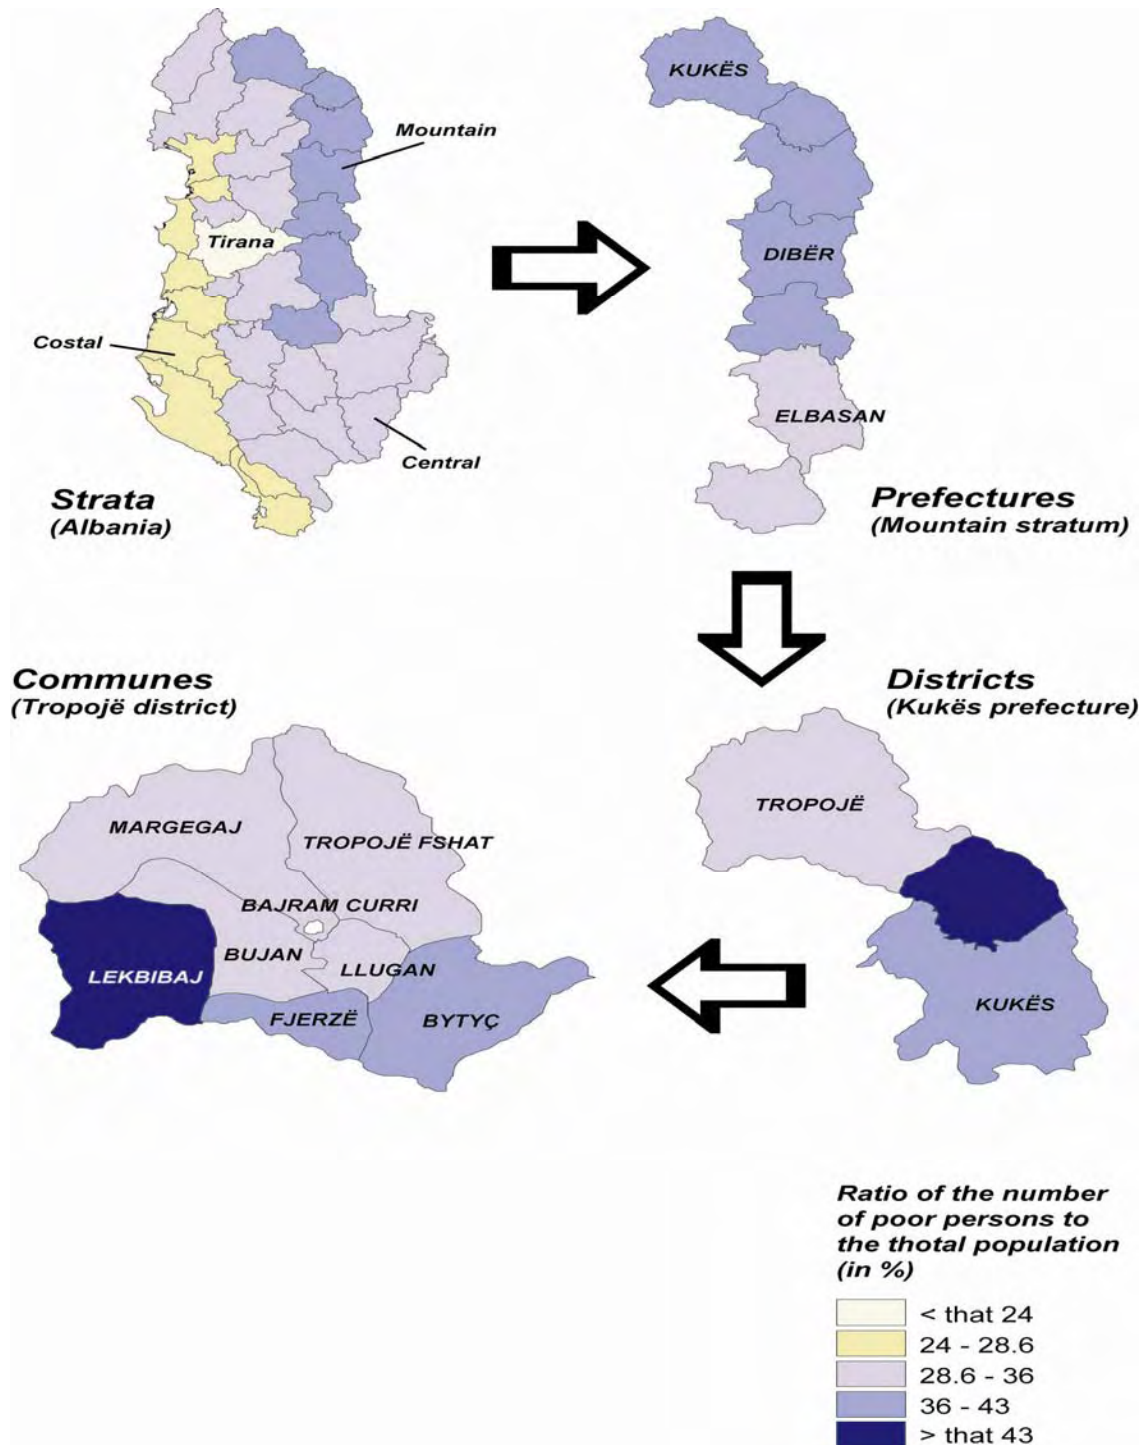 KUKËS
Mountain
Tirana
DIBËR
Costal
ELBASAN
Central
Strata
(Albania)
Prefectures
(Mountain stratum)
Communes
(Tropojë district)
Districts
(Kukës prefecture)
TROPOJË
MARGEGAJ
TROPOJË FSHAT
BAJRAM CURRI
BUJAN
LLUGAN
LEKBIBAJ
FJERZË
BYTYÇ
KUKËS
Ratio of the number
of poor persons to
the thotal population
(in %)
< that 24
24 - 28.6
28.6 - 36
36 - 43
> that 43